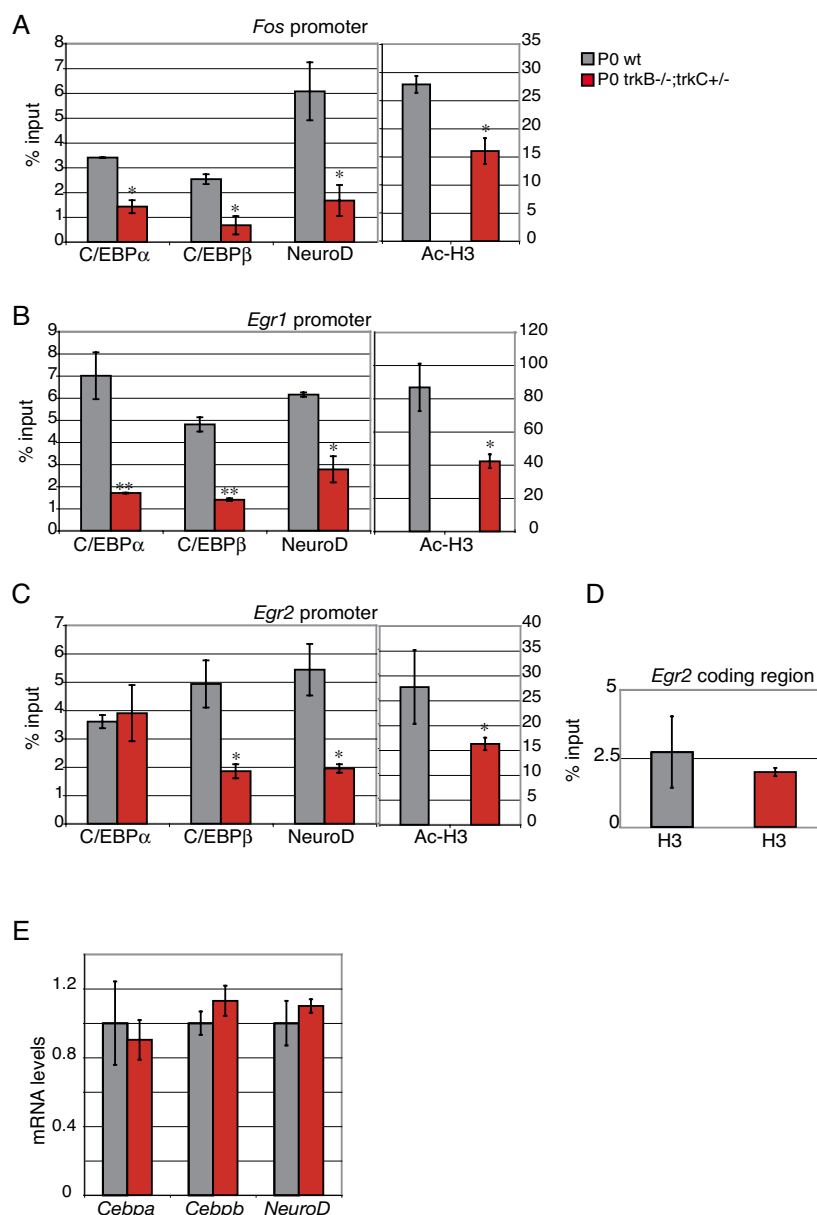 A
Fos promoter
8
7
6
5
4
3
2
1
0
% input
35
30
25
20
15
10
5
0
* * * *
C/EBPα C/EBPβ NeuroD Ac-H3
P0 wt
P0 trkB-/-;trkC+/-
B
Egr1 promoter
9
8
7
6
5
4
3
2
1
0
% input
120
100
80
60
40
20
0
** ** * *
C/EBPα C/EBPβ NeuroD Ac-H3
C
Egr2 promoter
7
6
5
4
3
2
1
0
% input
40
35
30
25
20
15
10
5
0
* * *
C/EBPα C/EBPβ NeuroD Ac-H3
D
Egr2 coding region
5
2.5
0
% input
H3 H3
E
1.2
0.8
0.4
0
mRNA levels
Cebpa Cebpb NeuroD